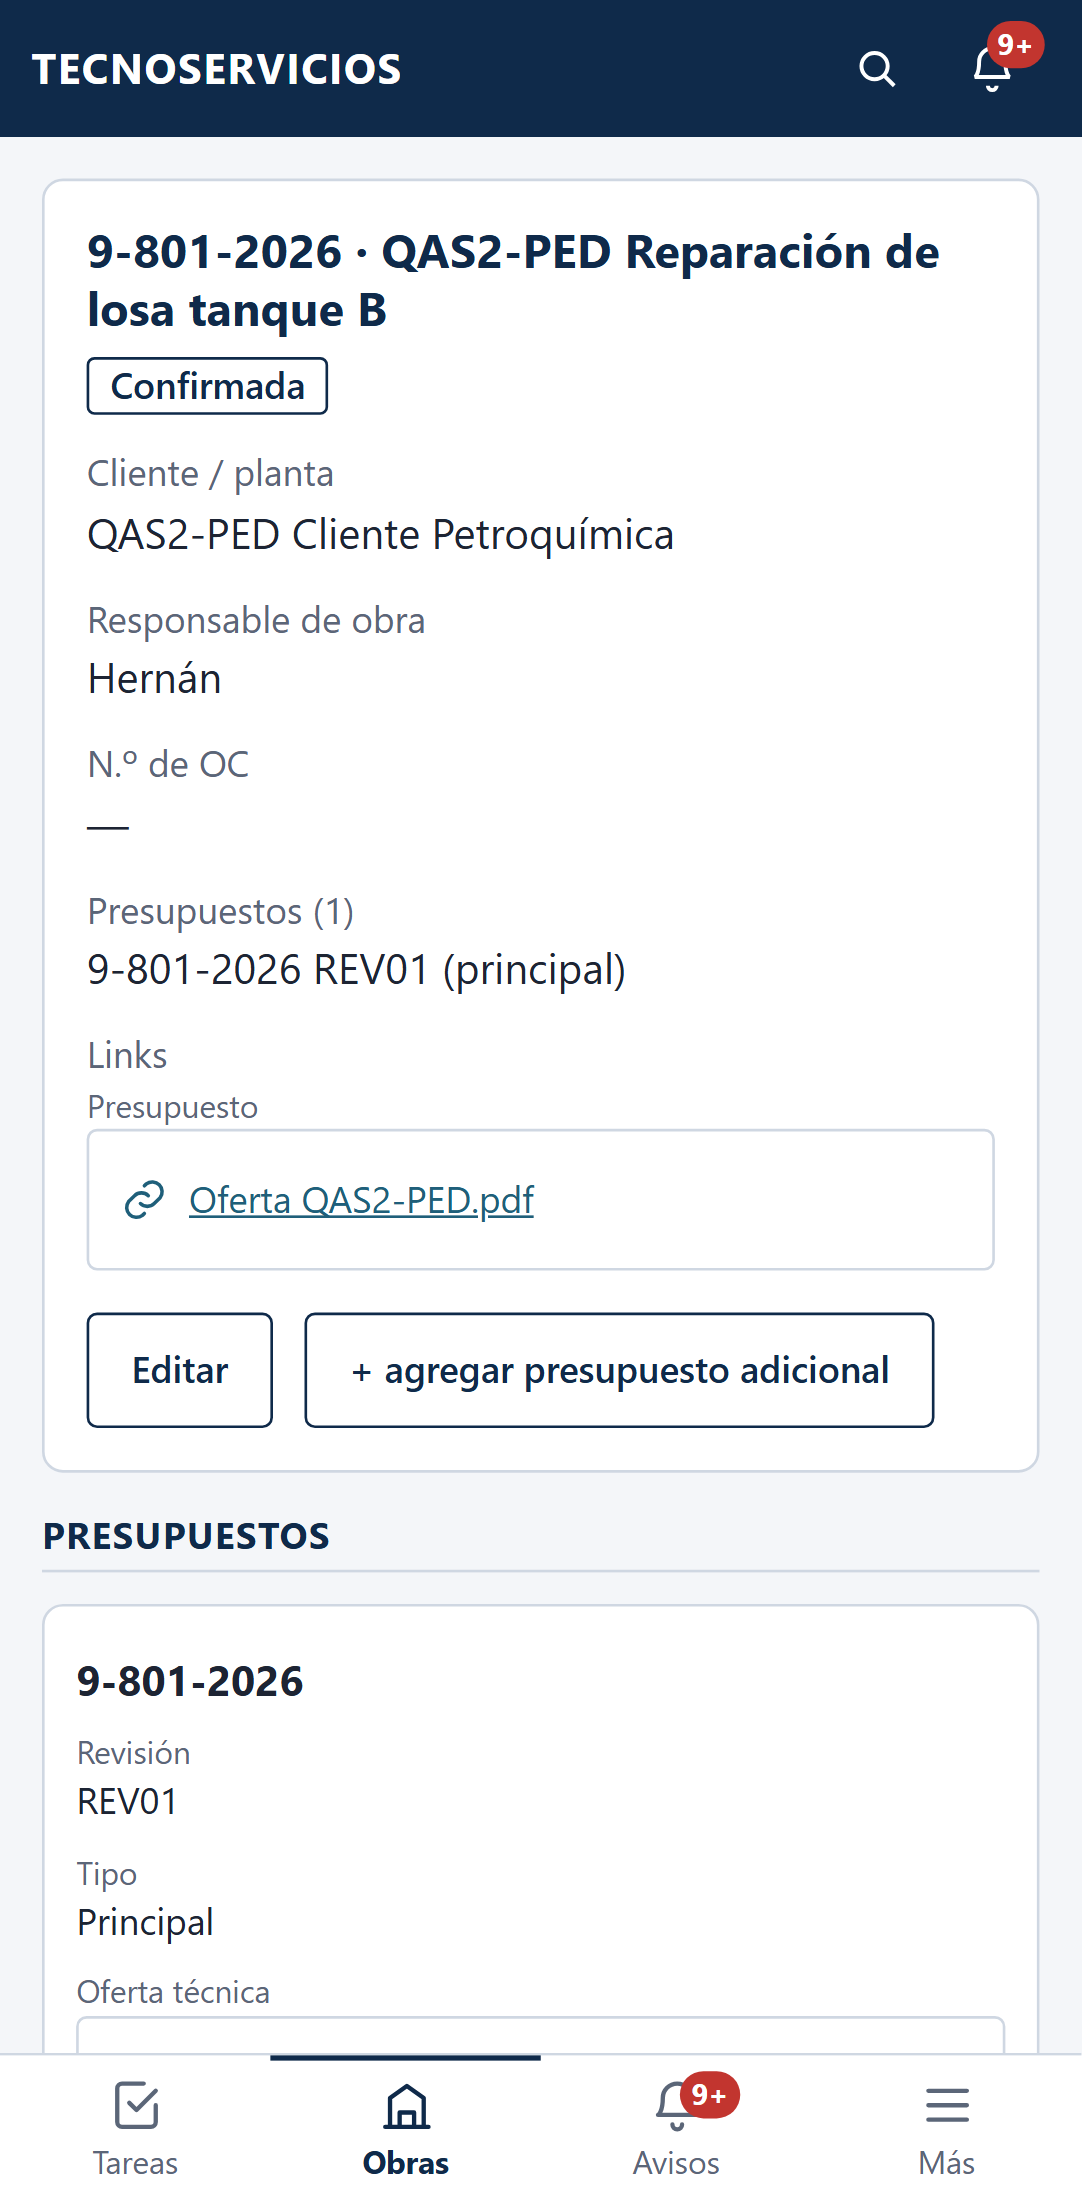 TECNOSERVICIOS
9+
9-801-2026 · QAS2-PED Reparación de
losa tanque B
Confirmada
Cliente / planta
QAS2-PED Cliente Petroquímica
Responsable de obra
Hernán
N.º de OC
—
Presupuestos (1)
9-801-2026 REV01 (principal)
Links
Presupuesto
Oferta QAS2-PED.pdf
Editar
+ agregar presupuesto adicional
PRESUPUESTOS
9-801-2026
Revisión
REV01
Tipo
Principal
Oferta técnica
9+
Tareas
Obras
Avisos
Más